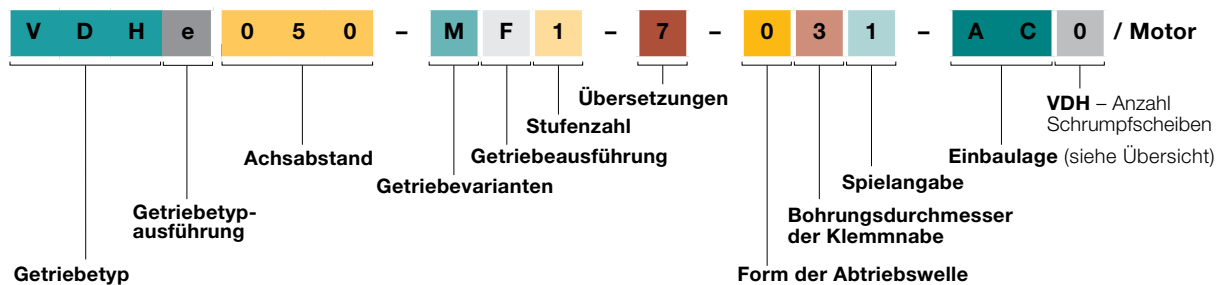 V D H e 0 5 0 – M F 1 – 7 – 0 3 1 – A C 0 / Motor
Übersetzungen
VDH – Anzahl
Schrumpfscheiben
Stufenzahl
Achsabstand
Getriebeausführung
Einbaulage (siehe Übersicht)
Getriebevarianten
Spielangabe
Getriebetyp-
ausführung
Bohrungsdurchmesser
der Klemmnabe
Getriebetyp
Form der Abtriebswelle